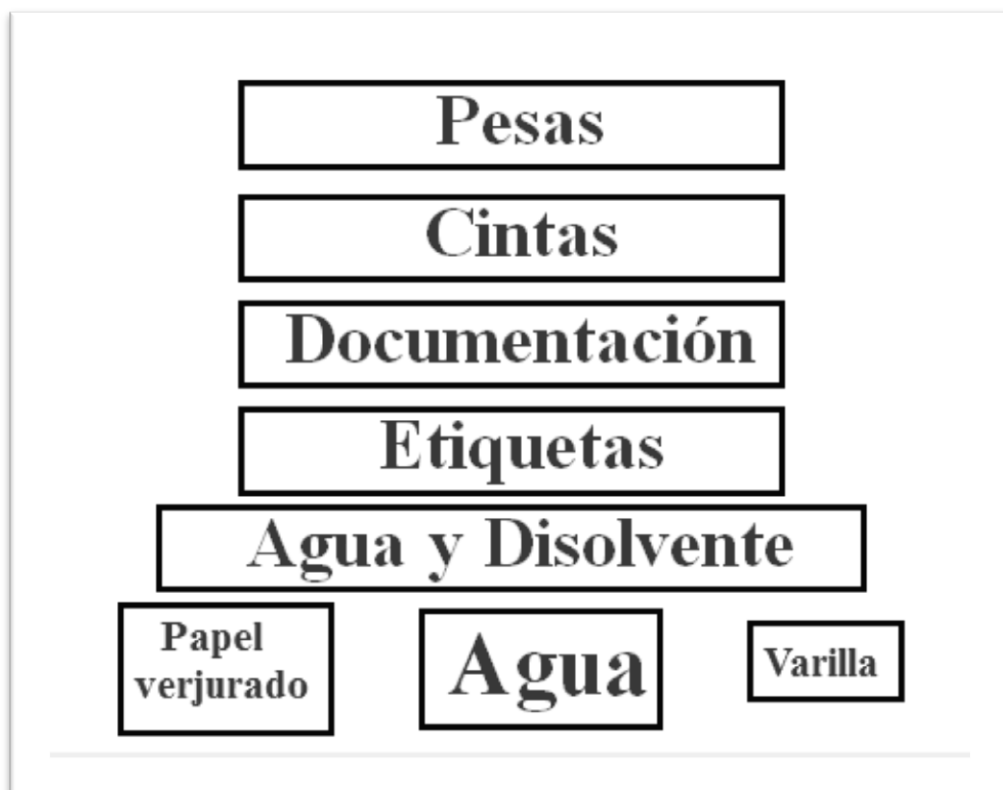 Pesas
Cintas
Documentación
Etiquetas
Agua y Disolvente
Papel
verjurado
Agua
Varilla